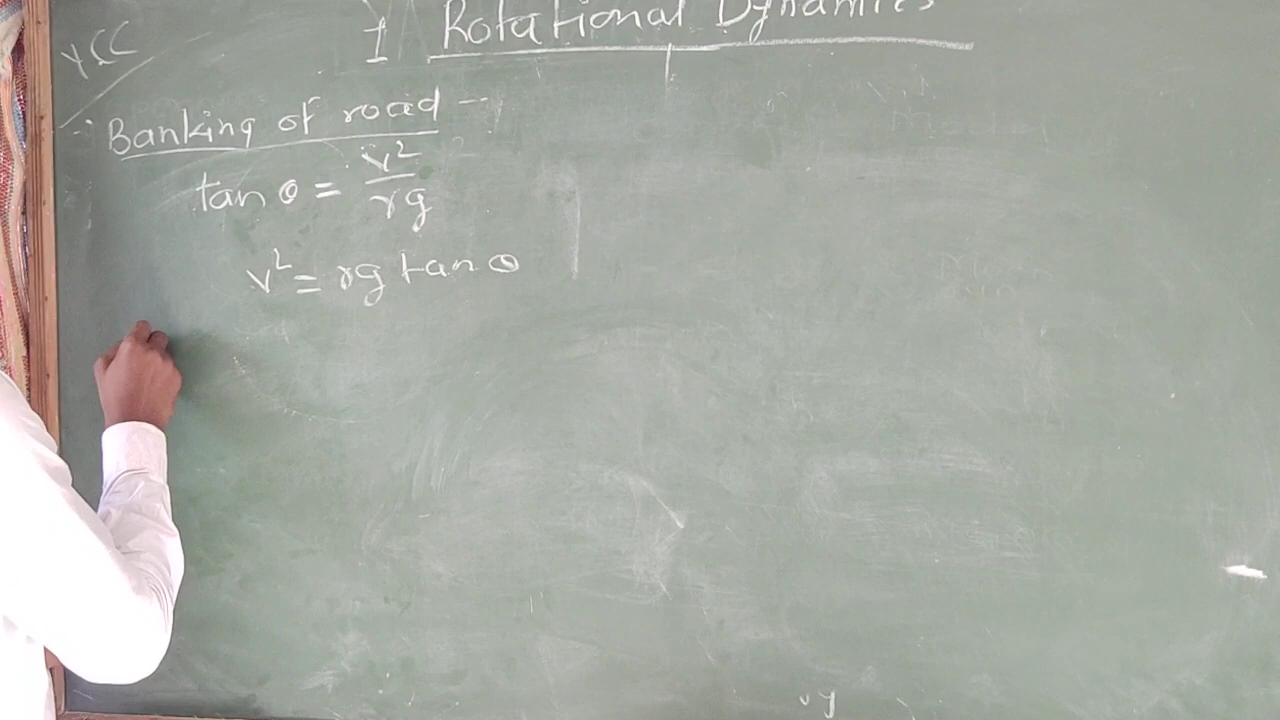 YCC
1 Rotational Dynamics
Banking of road -
tan θ = v²/rg
v² = rg tan θ